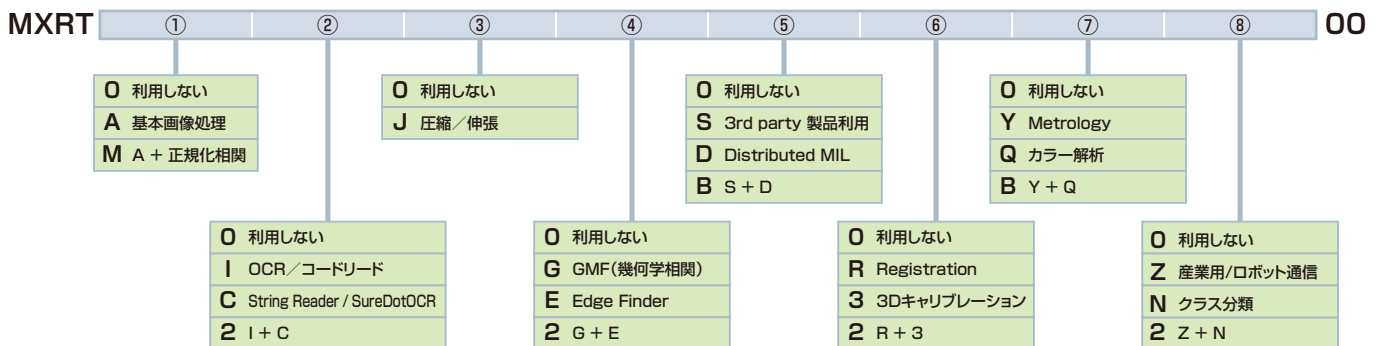 MXRT ① ② ③ ④ ⑤ ⑥ ⑦ ⑧ 00
0 利用しない
A 基本画像処理
M A + 正規化相関
0 利用しない
J 圧縮／伸張
0 利用しない
S 3rd party 製品利用
D Distributed MIL
B S + D
0 利用しない
Y Metrology
Q カラー解析
B Y + Q
0 利用しない
I OCR／コードリード
C String Reader / SureDotOCR
2 I + C
0 利用しない
G GMF（幾何学相関）
E Edge Finder
2 G + E
0 利用しない
R Registration
3 3Dキャリブレーション
2 R + 3
0 利用しない
Z 産業用/ロボット通信
N クラス分類
2 Z + N